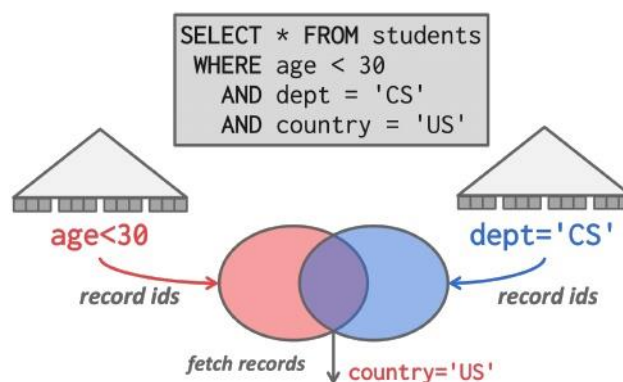 SELECT * FROM students
WHERE age < 30
AND dept = 'CS'
AND country = 'US'
age<30
dept='CS'
record ids
record ids
fetch records
country='US'